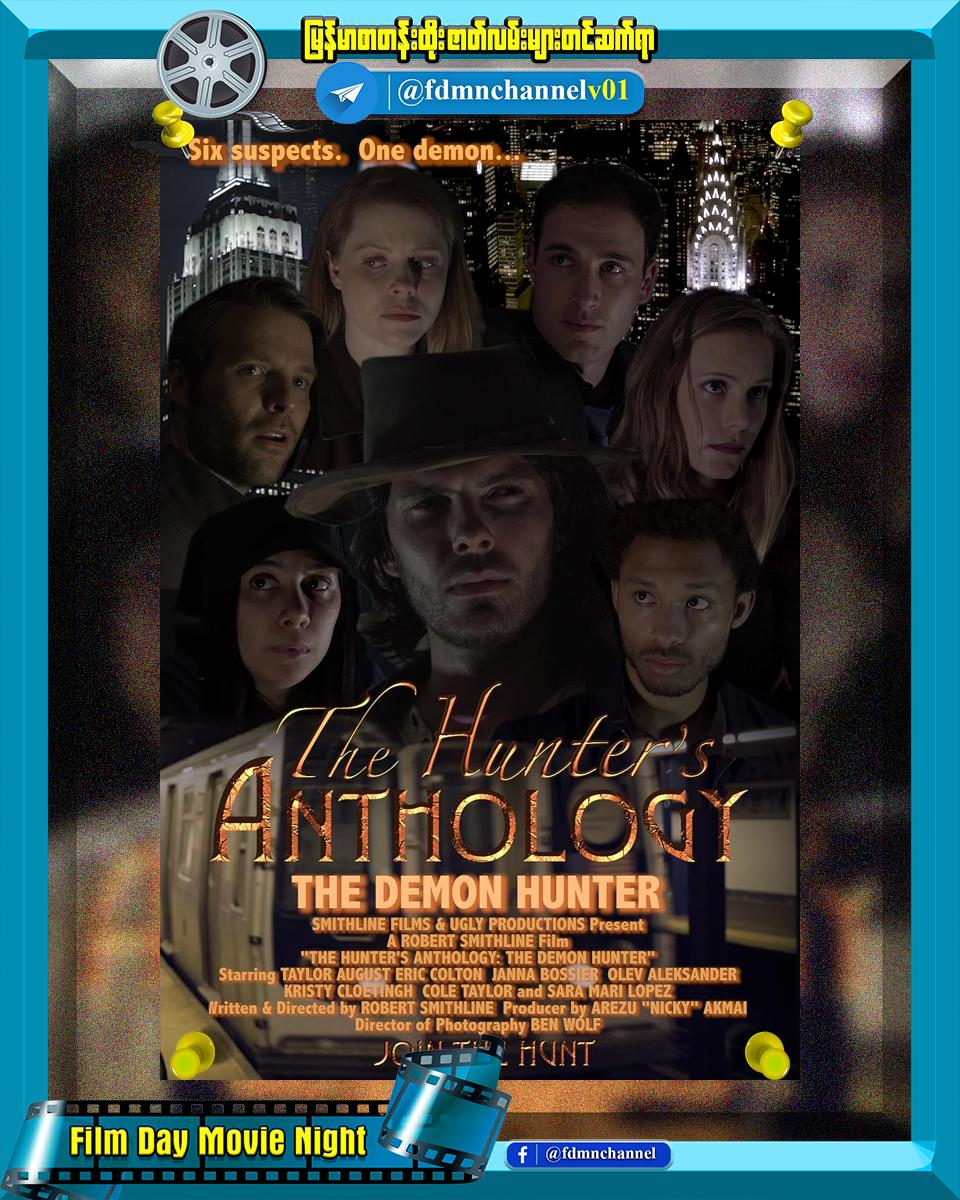 မြန်မာစာတန်းထိုးဇာတ်လမ်းများတင်ဆက်ရာ
@fdmnchannelv01
Six suspects. One demon...
The Hunter's
ANTHOLOGY
THE DEMON HUNTER
SMITHLINE FILMS & UGLY PRODUCTIONS Present
A ROBERT SMITHLINE Film
"THE HUNTER'S ANTHOLOGY: THE DEMON HUNTER"
Starring TAYLOR AUGUST ERIC COLTON JANNA BOSSIER OLEV ALEKSANDER
KRISTY CLOETINGH COLE TAYLOR and SARA MARI LOPEZ
Written & Directed by ROBERT SMITHLINE Producer by AREZU "NICKY" AKMAI
Director of Photography BEN WOLF
JOIN THE HUNT
Film Day Movie Night
@fdmnchannel